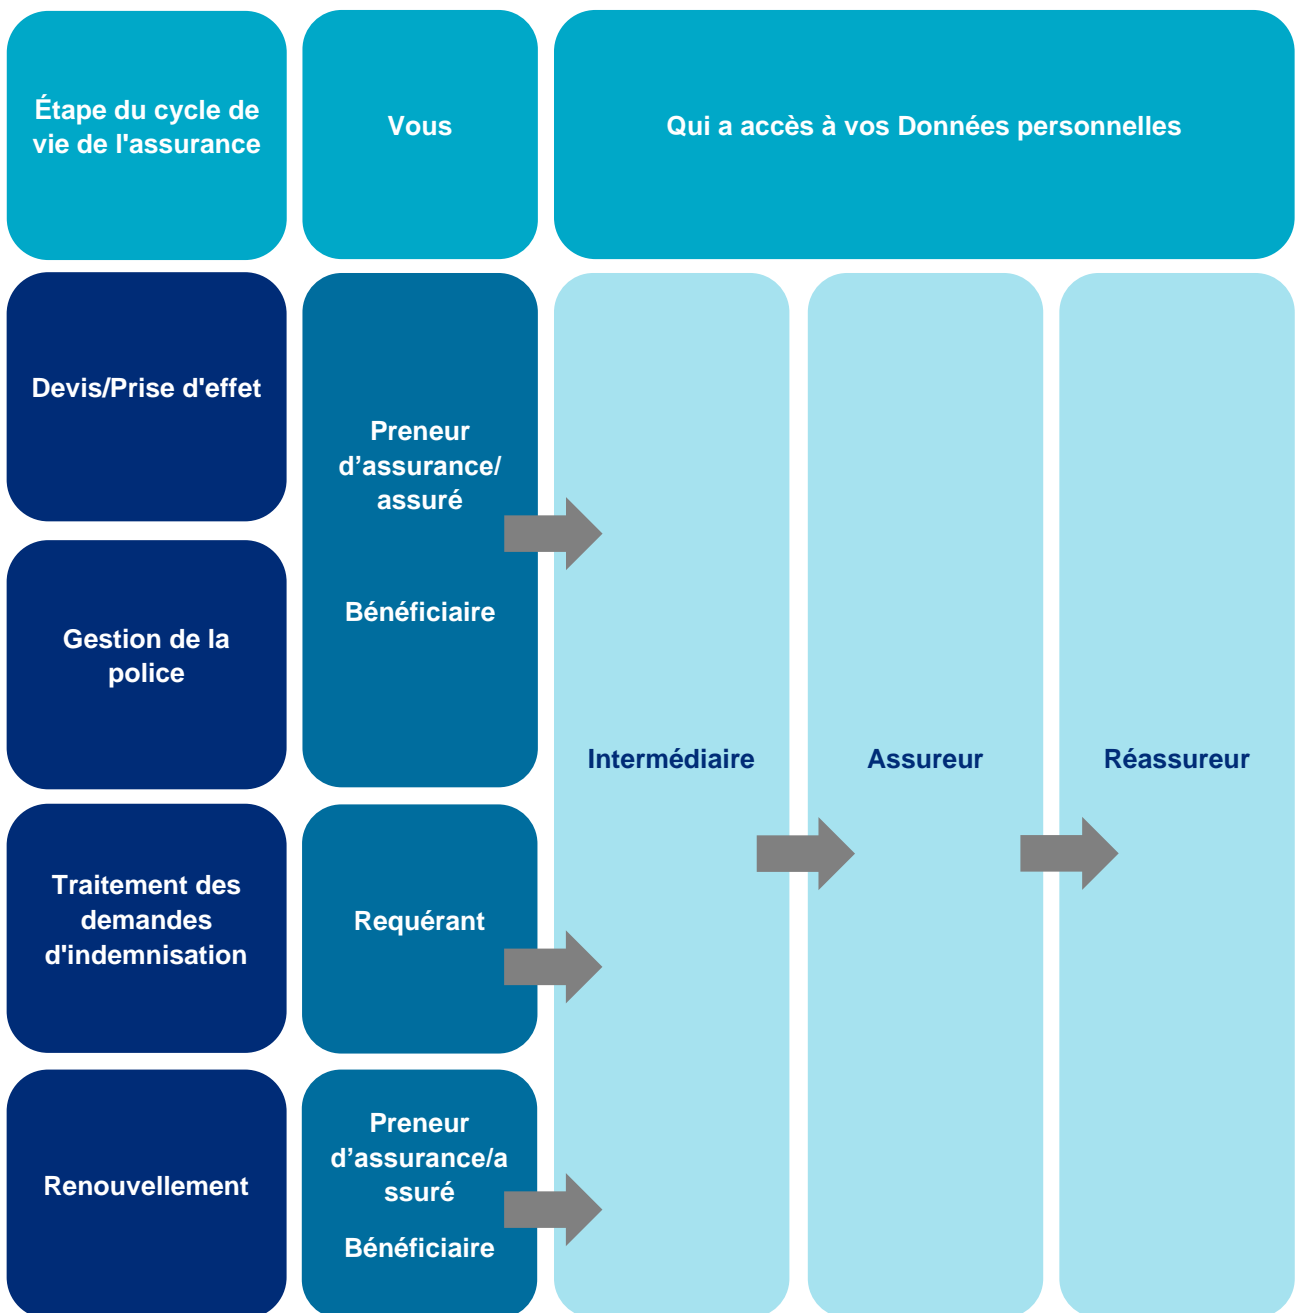 Étape du cycle de
vie de l'assurance
Vous
Qui a accès à vos Données personnelles
Devis/Prise d'effet
Preneur
d’assurance/
assuré
Bénéficiaire
Gestion de la
police
Intermédiaire
Assureur
Réassureur
Traitement des
demandes
d'indemnisation
Requérant
Renouvellement
Preneur
d’assurance/a
ssuré
Bénéficiaire